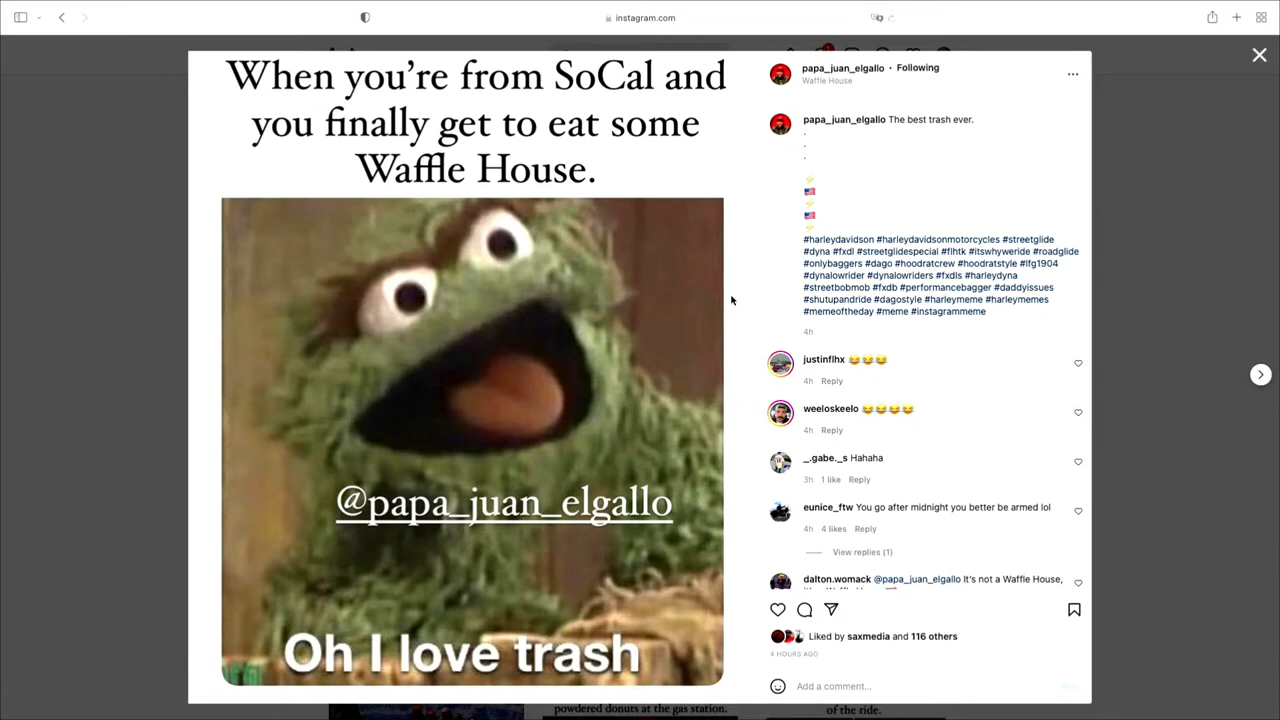 instagram.com
When you're from SoCal and
you finally get to eat some
Waffle House.
@papa_juan_elgallo
Oh I love trash
papa_juan_elgallo • Following
Waffle House
papa_juan_elgallo The best trash ever.
.
.
.
⚡
🇺🇸
⚡
🇺🇸
⚡
#harleydavidson #harleydavidsonmotorcycles #streetglide
#dyna #fxdl #streetglidespecial #flhtk #itswhyweride #roadglide
#onlybaggers #dago #hoodratcrew #hoodratstyle #lfg1904
#dynalowrider #dynalowriders #fxdls #harleydyna
#streetbobmob #fxdb #performancebagger #daddyissues
#shutupandride #dagostyle #harleymeme #harleymemes
#memeoftheday #meme #instagrammeme
4h
justinflhx 😂😂😂
4h Reply
weeloskeelo 😂😂😂😂
4h Reply
_.gabe._s Hahaha
3h 1 like Reply
eunice_ftw You go after midnight you better be armed lol
4h 4 likes Reply
View replies (1)
dalton.womack @papa_juan_elgallo It's not a Waffle House,
Liked by saxmedia and 116 others
4 HOURS AGO
Add a comment...
powdered donuts at the gas station.
of the ride.